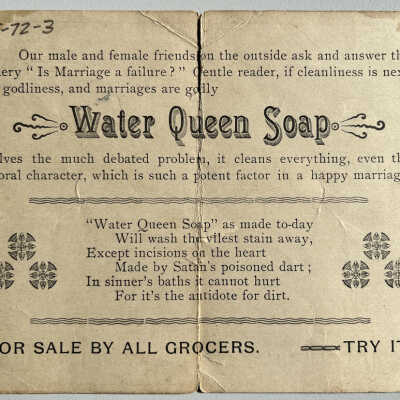 -72-3
Our male and female friends on the outside ask and answer th
ery "Is Marriage a failure?" Gentle reader, if cleanliness is nex
godliness, and marriages are godly
Water Queen Soap
lves the much debated problem, it cleans everything, even th
oral character, which is such a potent factor in a happy marriag
"Water Queen Soap" as made to-day
Will wash the vilest stain away,
Except incisions on the heart
Made by Satan's poisoned dart;
In sinner's baths it cannot hurt
For it's the antidote for dirt.
OR SALE BY ALL GROCERS. TRY IT